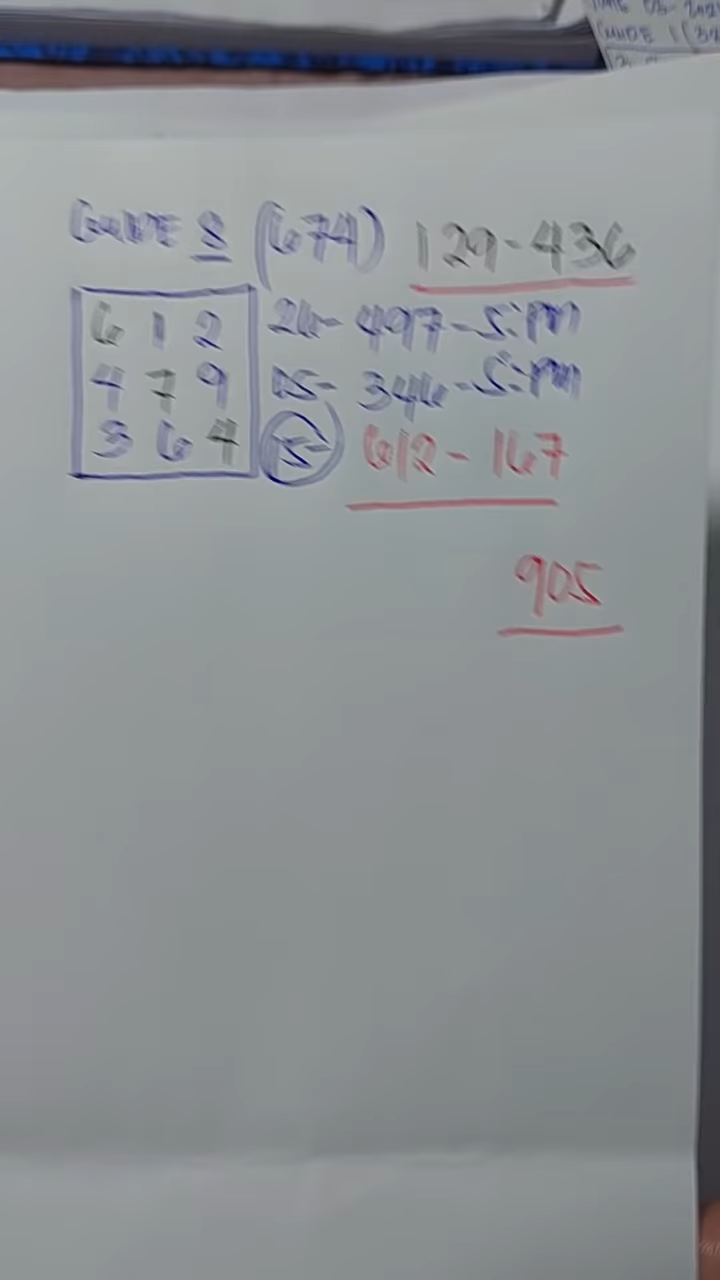 GUIDE 8 (674) 129-436
6 1 2 26- 497-5:PM
4 7 9 05- 346-5:PM
3 6 4 15- 612-167
905